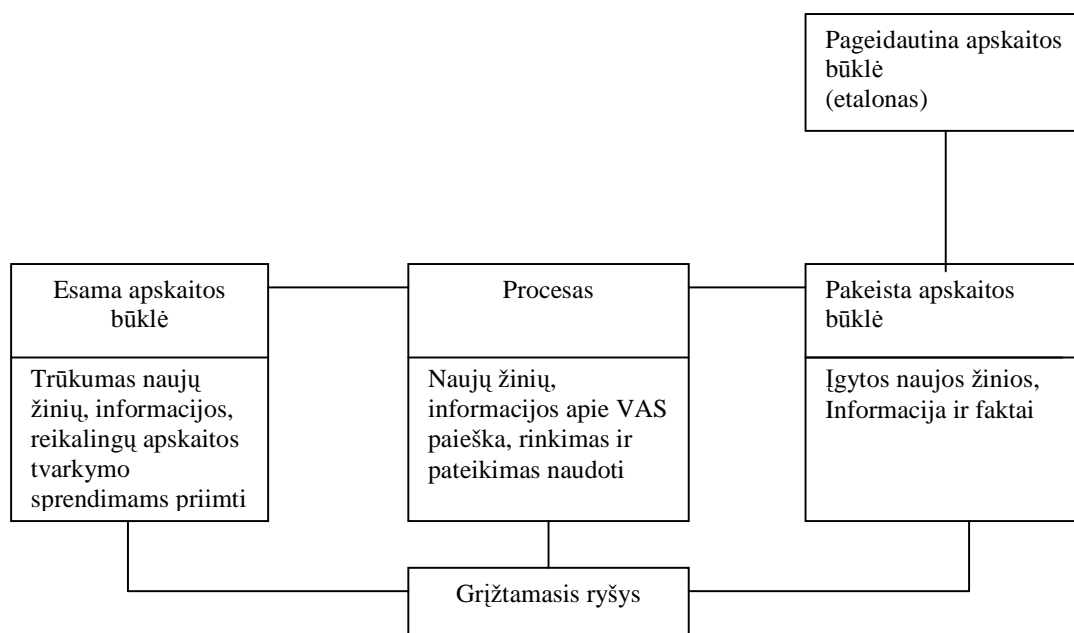 Pageidautina apskaitos
būklė
(etalonas)
Esama apskaitos
būklė
Procesas
Pakeista apskaitos
būklė
Trūkumas naujų
žinių, informacijos,
reikalingų apskaitos
tvarkymo
sprendimams priimti
Naujų žinių,
informacijos apie VAS
paieška, rinkimas ir
pateikimas naudoti
Įgytos naujos žinios,
Informacija ir faktai
Grįžtamasis ryšys